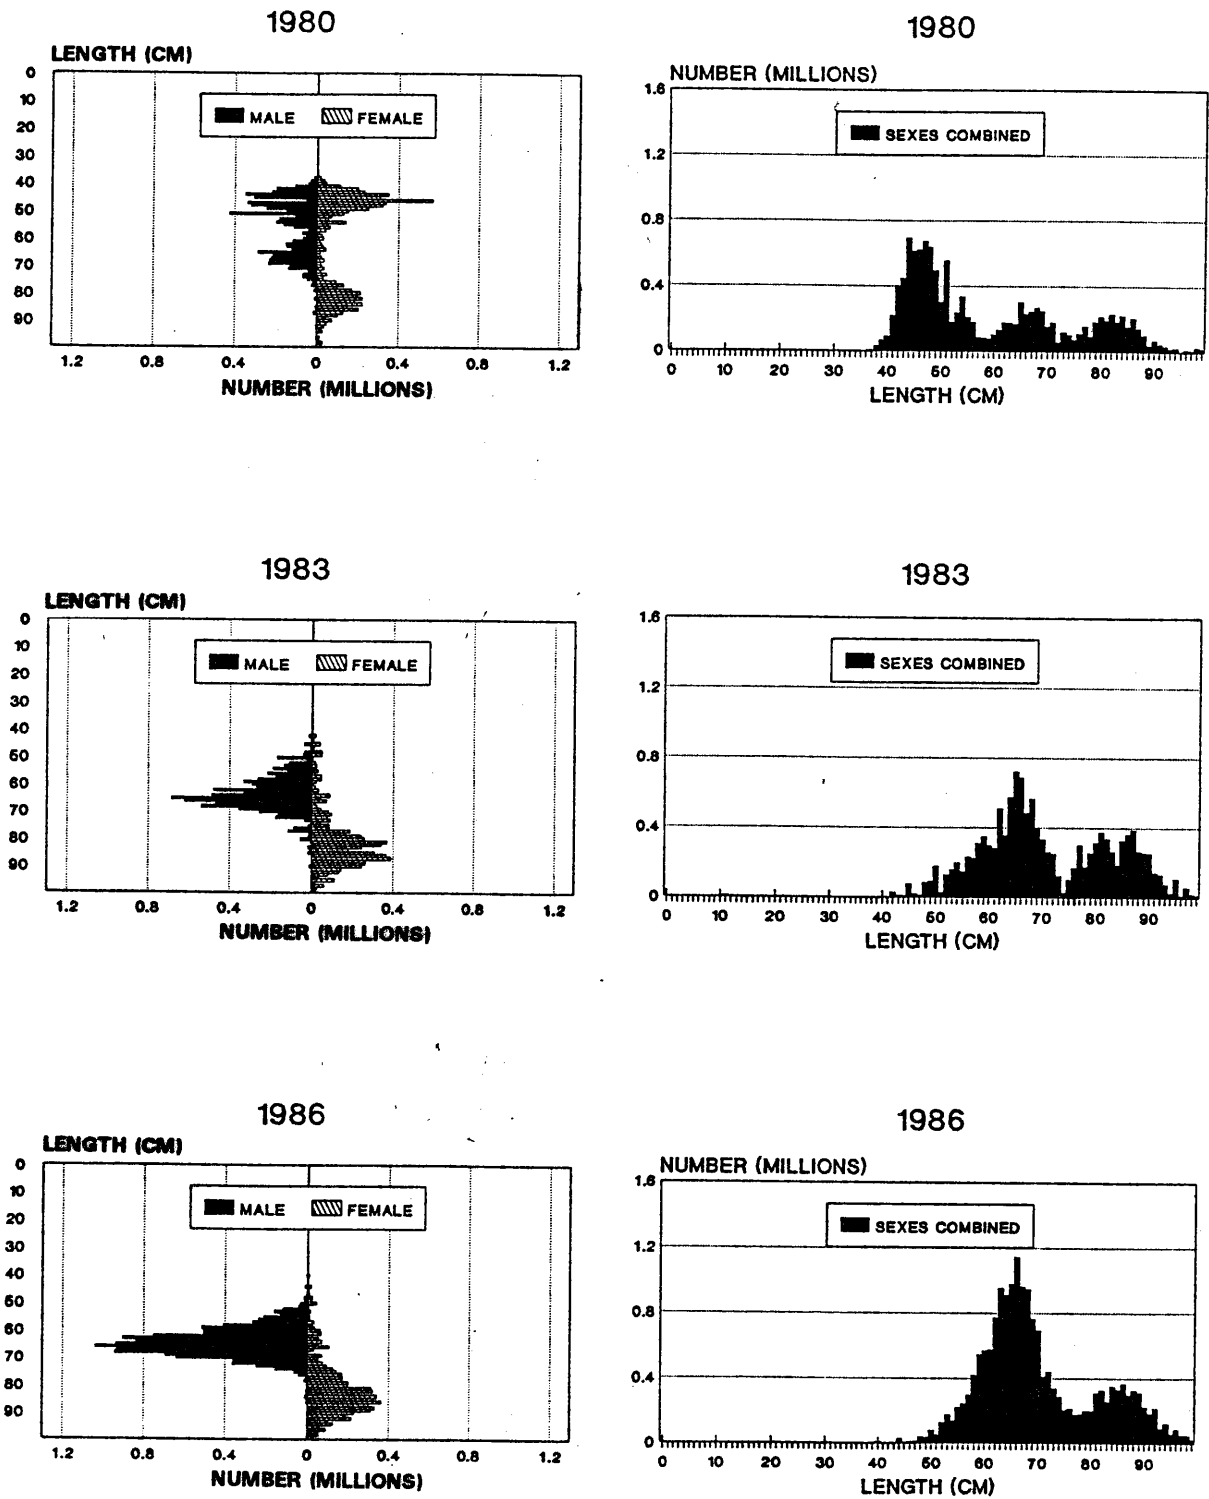 1980
LENGTH (CM)
0
10
20
30
40
50
60
70
80
90
MALE FEMALE
1.2 0.8 0.4 0 0.4 0.8 1.2
NUMBER (MILLIONS)
1980
NUMBER (MILLIONS)
1.6
1.2
0.8
0.4
0
SEXES COMBINED
0 10 20 30 40 50 60 70 80 90
LENGTH (CM)
1983
LENGTH (CM)
0
10
20
30
40
50
60
70
80
90
MALE FEMALE
1.2 0.8 0.4 0 0.4 0.8 1.2
NUMBER (MILLIONS)
1983
1.6
1.2
0.8
0.4
0
SEXES COMBINED
0 10 20 30 40 50 60 70 80 90
LENGTH (CM)
1986
LENGTH (CM)
0
10
20
30
40
50
60
70
80
90
MALE FEMALE
1.2 0.8 0.4 0 0.4 0.8 1.2
NUMBER (MILLIONS)
1986
NUMBER (MILLIONS)
1.6
1.2
0.8
0.4
0
SEXES COMBINED
0 10 20 30 40 50 60 70 80 90
LENGTH (CM)